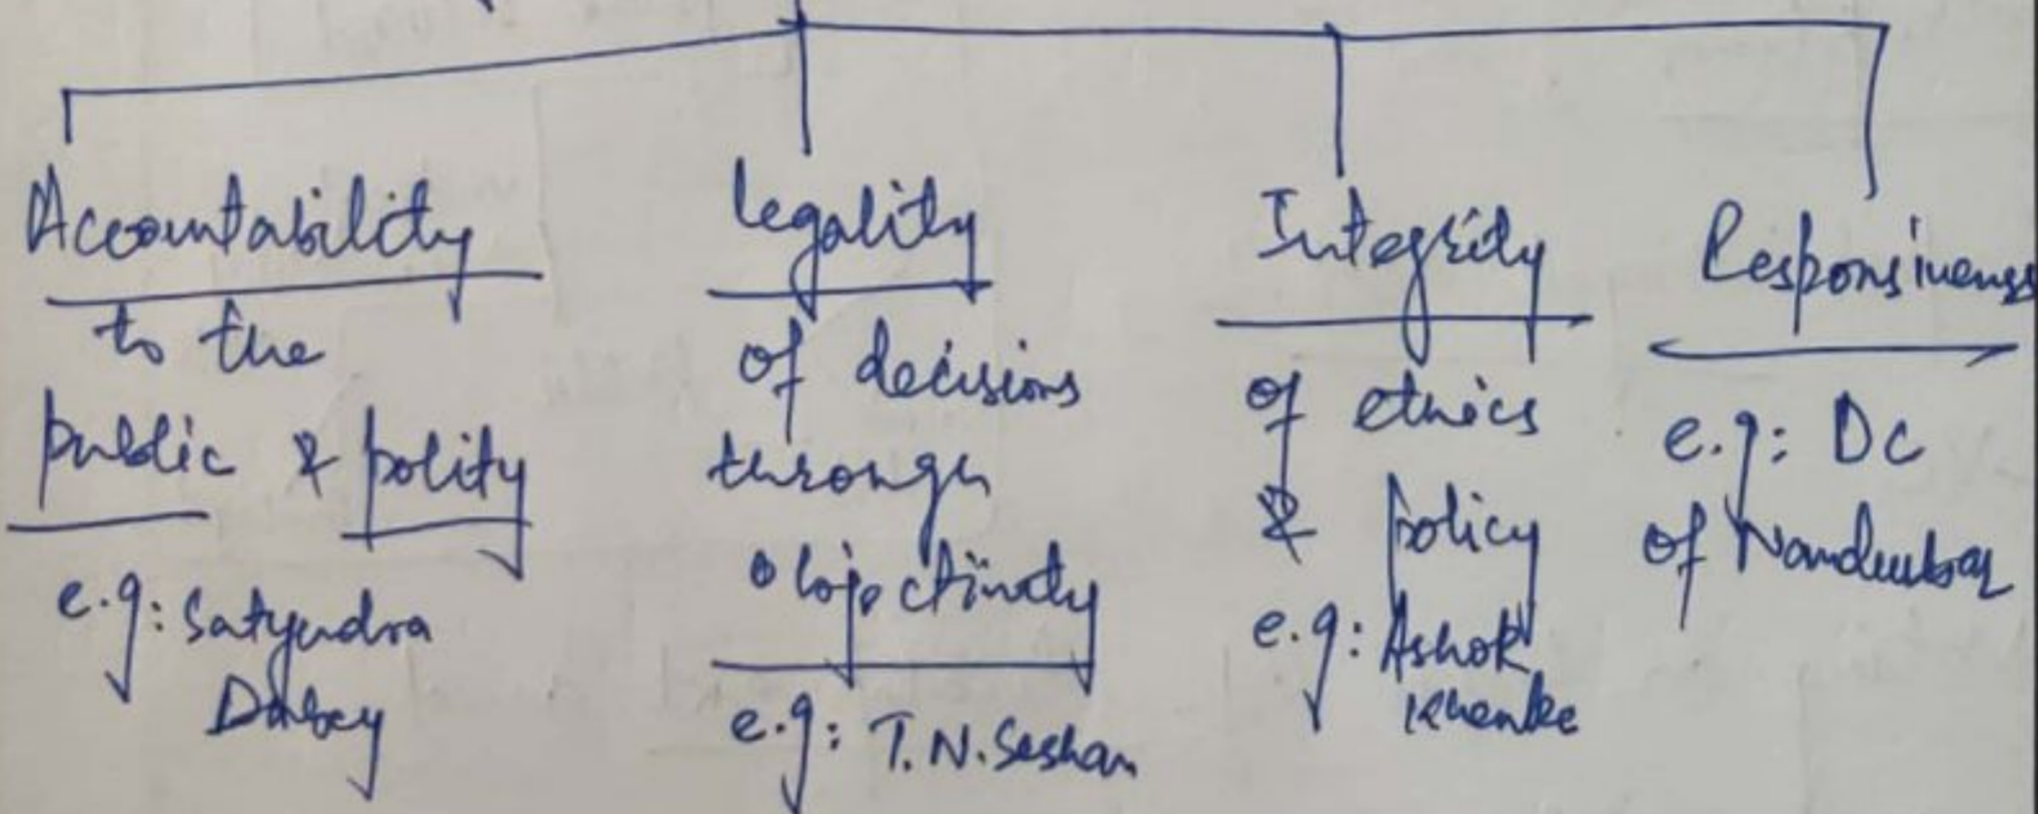 Accountability
to the
public & polity
e.g: Satyendra
Dubey
legality
of decisions
through
objectivity
e.g: T.N. Seshan
Integrity
of ethics
& policy
e.g: Ashok
Khemke
Responsiveness
e.g: DC
of Nandurbar